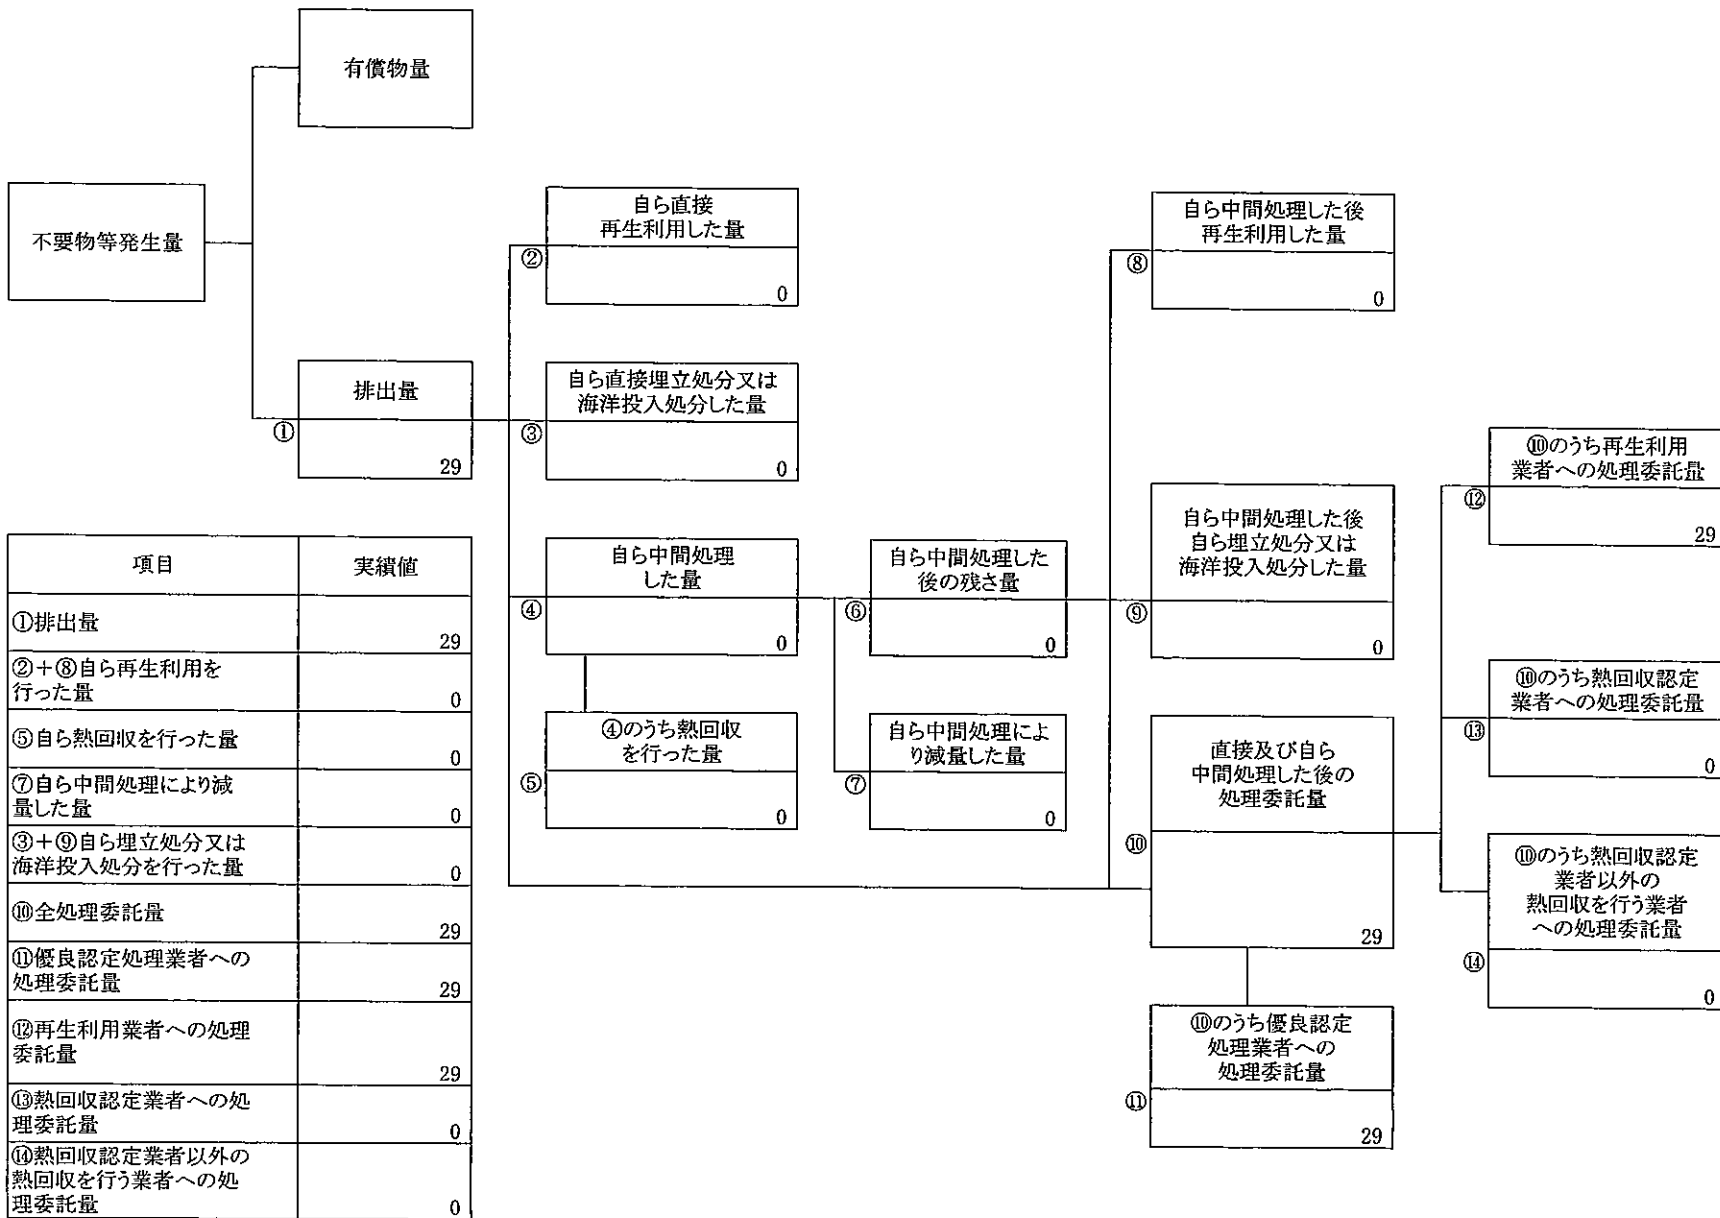 有償物量
不要物等発生量
排出量
①
29
自ら直接
再生利用した量
②
0
自ら直接埋立処分又は
海洋投入処分した量
③
0
自ら中間処理
した量
④
0
④のうち熱回収
を行った量
⑤
0
自ら中間処理した
後の残さ量
⑥
0
自ら中間処理によ
り減量した量
⑦
0
自ら中間処理した後
再生利用した量
⑧
0
自ら中間処理した後
自ら埋立処分又は
海洋投入処分した量
⑨
0
直接及び自ら
中間処理した後の
処理委託量
⑩
29
⑩のうち優良認定
処理業者への
処理委託量
⑪
29
⑩のうち再生利用
業者への処理委託量
⑫
29
⑩のうち熱回収認定
業者への処理委託量
⑬
0
⑩のうち熱回収認定
業者以外の
熱回収を行う業者
への処理委託量
⑭
0
項目 実績値
①排出量
29
②+⑧自ら再生利用を
行った量
0
⑤自ら熱回収を行った量
0
⑦自ら中間処理により減
量した量
0
③+⑨自ら埋立処分又は
海洋投入処分を行った量
0
⑩全処理委託量
29
⑪優良認定処理業者への
処理委託量
29
⑫再生利用業者への処理
委託量
29
⑬熱回収認定業者への処
理委託量
0
⑭熱回収認定業者以外の
熱回収を行う業者への処
理委託量
0